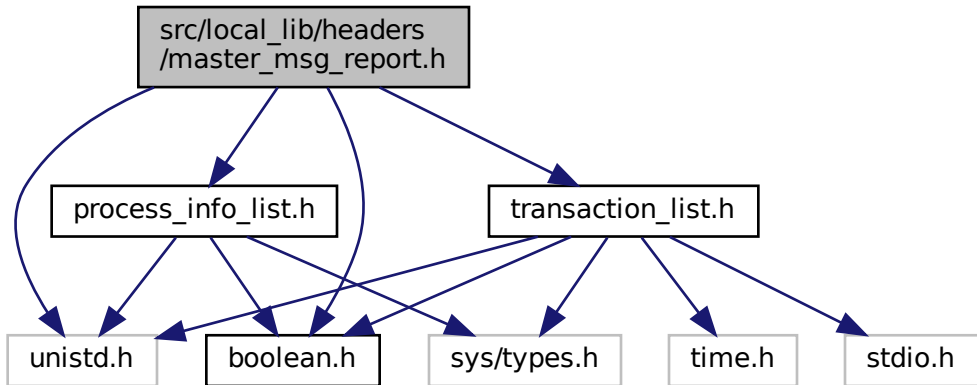 src/local_lib/headers
/master_msg_report.h
process_info_list.h
transaction_list.h
unistd.h
boolean.h
sys/types.h
time.h
stdio.h